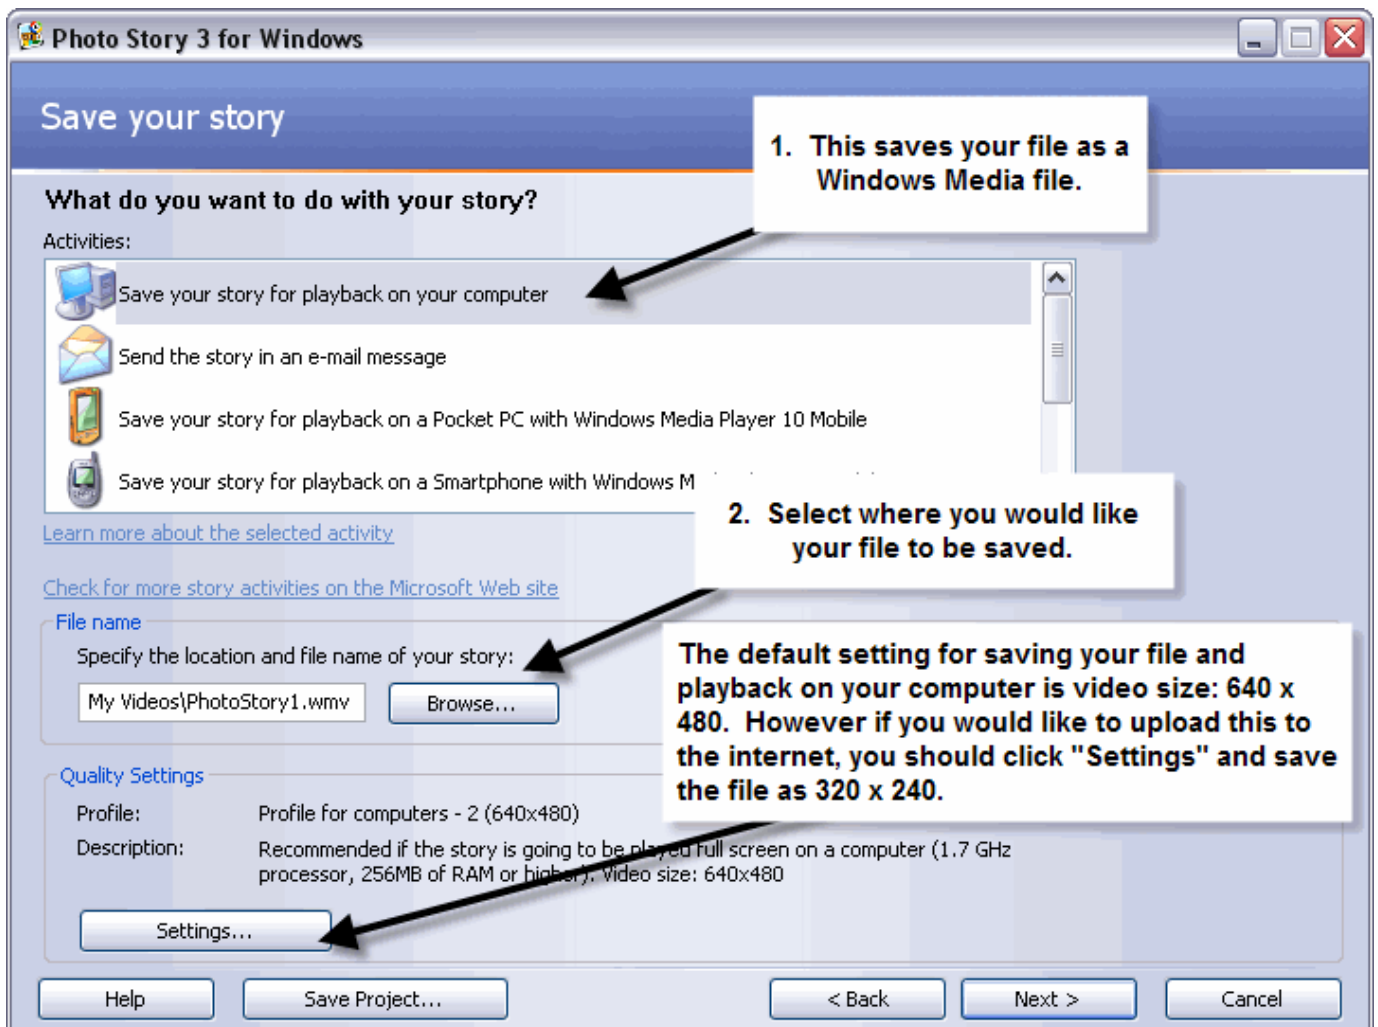 Photo Story 3 for Windows
Save your story
1. This saves your file as a
Windows Media file.
What do you want to do with your story?
Activities:
Save your story for playback on your computer
Send the story in an e-mail message
Save your story for playback on a Pocket PC with Windows Media Player 10 Mobile
Save your story for playback on a Smartphone with Windows M
2. Select where you would like
your file to be saved.
Learn more about the selected activity
Check for more story activities on the Microsoft Web site
File name
Specify the location and file name of your story:
My Videos\PhotoStory1.wmv
Browse...
The default setting for saving your file and
playback on your computer is video size: 640 x
480. However if you would like to upload this to
the internet, you should click "Settings" and save
the file as 320 x 240.
Quality Settings
Profile: Profile for computers - 2 (640x480)
Description: Recommended if the story is going to be played full screen on a computer (1.7 GHz
processor, 256MB of RAM or higher). Video size: 640x480
Settings...
Help
Save Project...
< Back
Next >
Cancel